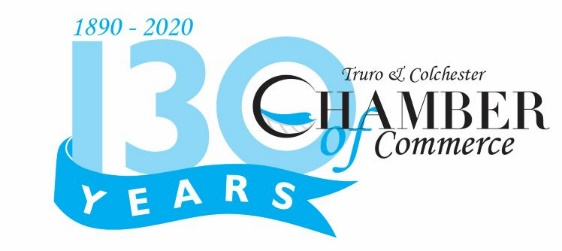 1890 - 2020
130
YEARS
Truro & Colchester
CHAMBER
of Commerce